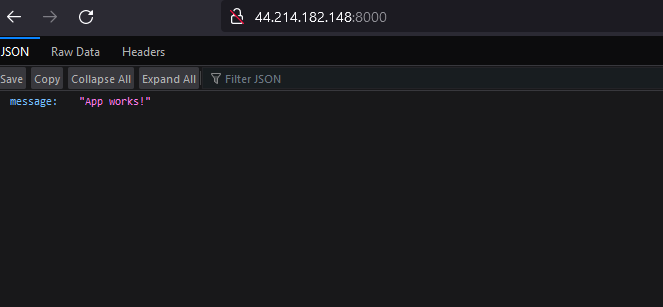 44.214.182.148:8000
JSON Raw Data Headers
Save Copy Collapse All Expand All Filter JSON
message: "App works!"